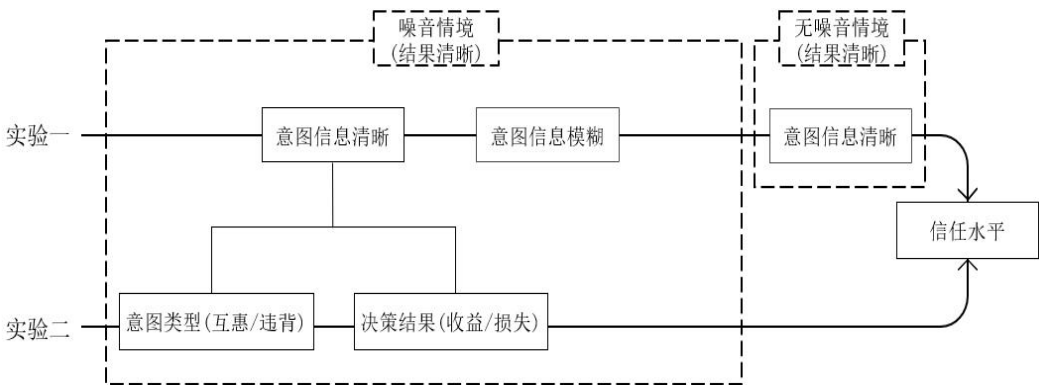 噪音情境
(结果清晰)
无噪音情境
(结果清晰)
实验一
意图信息清晰
意图信息模糊
意图信息清晰
信任水平
实验二
意图类型(互惠/违背)
决策结果(收益/损失)